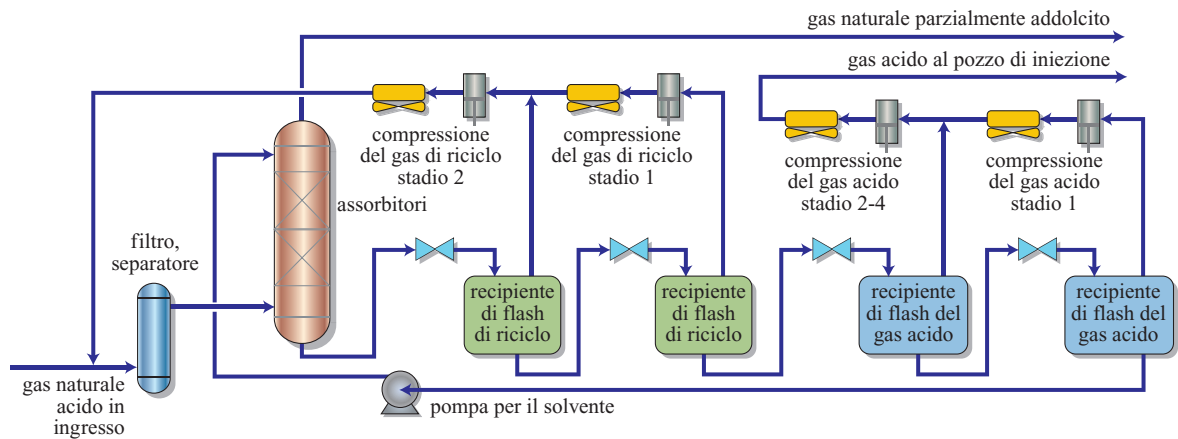 gas naturale parzialmente addolcito
gas acido al pozzo di iniezione
compressione
del gas di riciclo
stadio 2
compressione
del gas di riciclo
stadio 1
compressione
del gas acido
stadio 2-4
compressione
del gas acido
stadio 1
assorbitori
filtro,
separatore
recipiente
di flash
di riciclo
recipiente
di flash
di riciclo
recipiente
di flash del
gas acido
recipiente
di flash del
gas acido
gas naturale
acido in
ingresso
pompa per il solvente